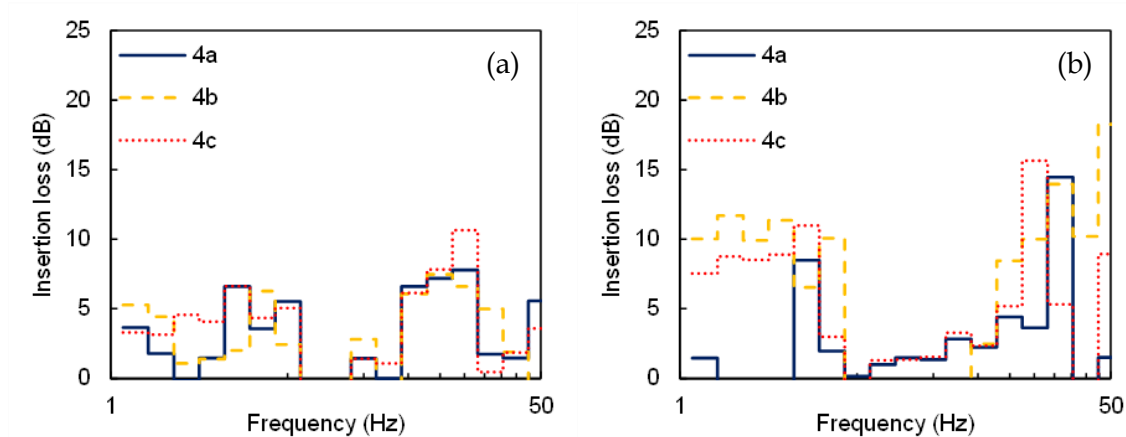 25
20
15
10
5
0
Insertion loss (dB)
4a
4b
4c
(a)
1
50
Frequency (Hz)
25
20
15
10
5
0
Insertion loss (dB)
4a
4b
4c
(b)
1
50
Frequency (Hz)